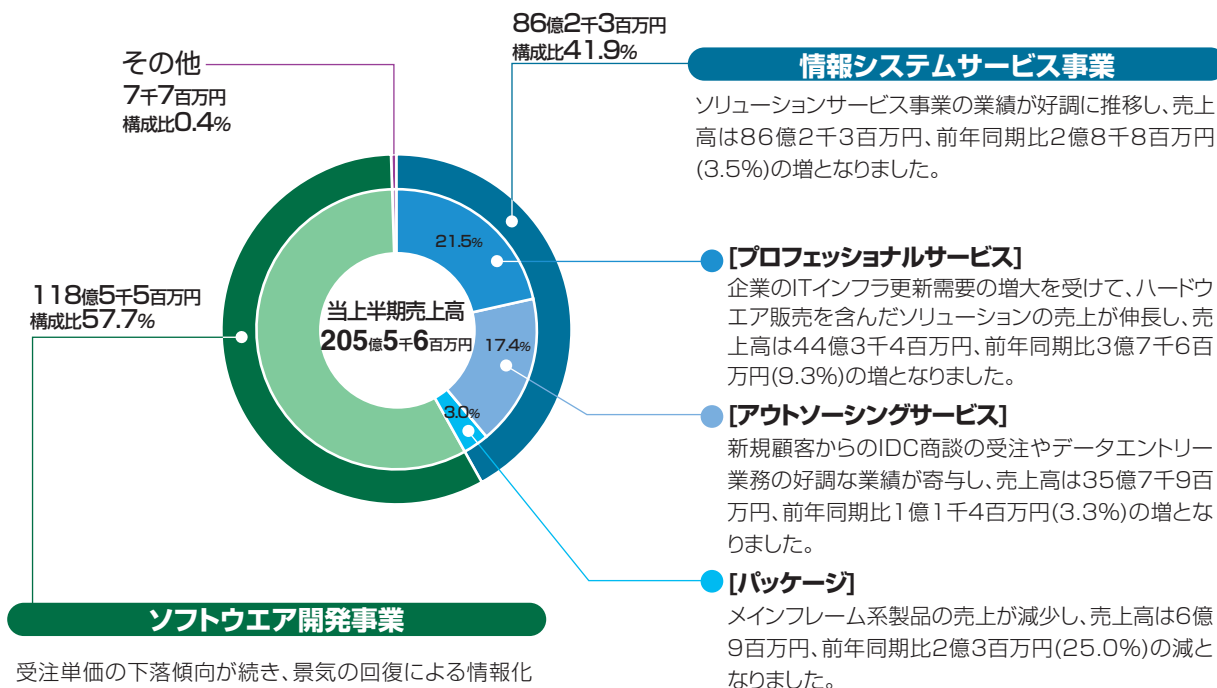 その他
7千7百万円
構成比0.4%
86億2千3百万円
構成比41.9%
118億5千5百万円
構成比57.7%
当上半期売上高
205億5千6百万円
21.5%
17.4%
3.0%
情報システムサービス事業
ソリューションサービス事業の業績が好調に推移し、売上
高は86億2千3百万円、前年同期比2億8千8百万円
(3.5%)の増となりました。
[プロフェッショナルサービス]
企業のITインフラ更新需要の増大を受けて、ハードウ
エア販売を含んだソリューションの売上が伸長し、売
上高は44億3千4百万円、前年同期比3億7千6百
万円(9.3%)の増となりました。
[アウトソーシングサービス]
新規顧客からのIDC商談の受注やデータエントリー
業務の好調な業績が寄与し、売上高は35億7千9百
万円、前年同期比1億1千4百万円(3.3%)の増とな
りました。
[パッケージ]
メインフレーム系製品の売上が減少し、売上高は6億
9百万円、前年同期比2億3百万円(25.0%)の減と
なりました。
ソフトウエア開発事業
受注単価の下落傾向が続き、景気の回復による情報化